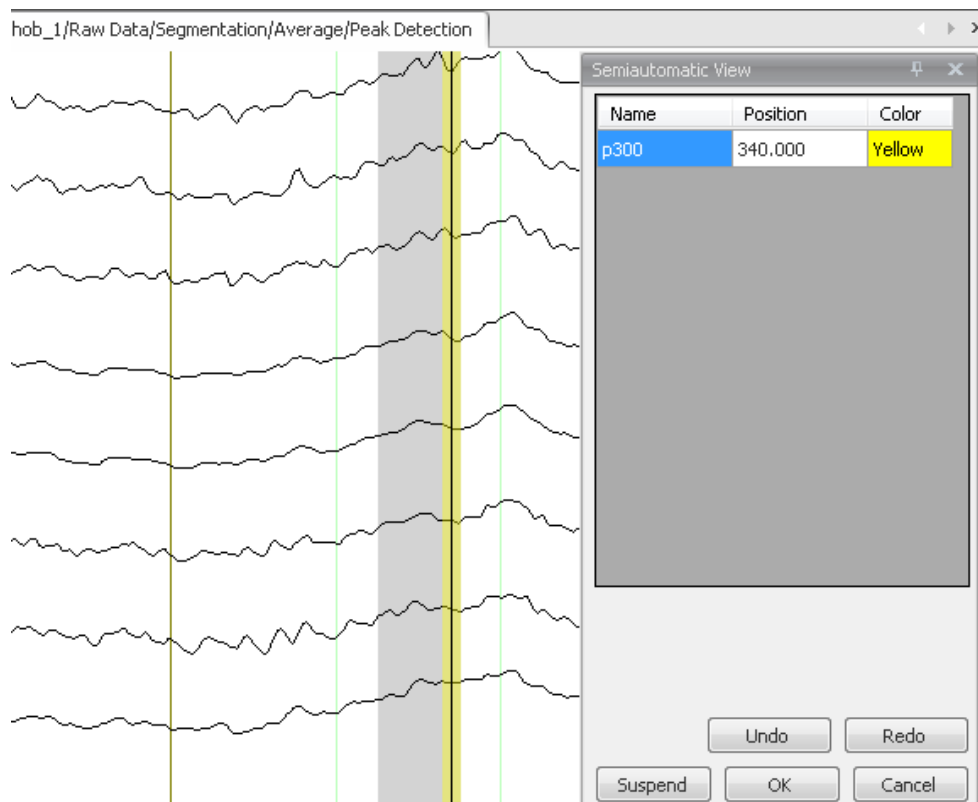 hob_1/Raw Data/Segmentation/Average/Peak Detection
Semiautomatic View
Name Position Color
p300 340.000 Yellow
Undo Redo
Suspend OK Cancel